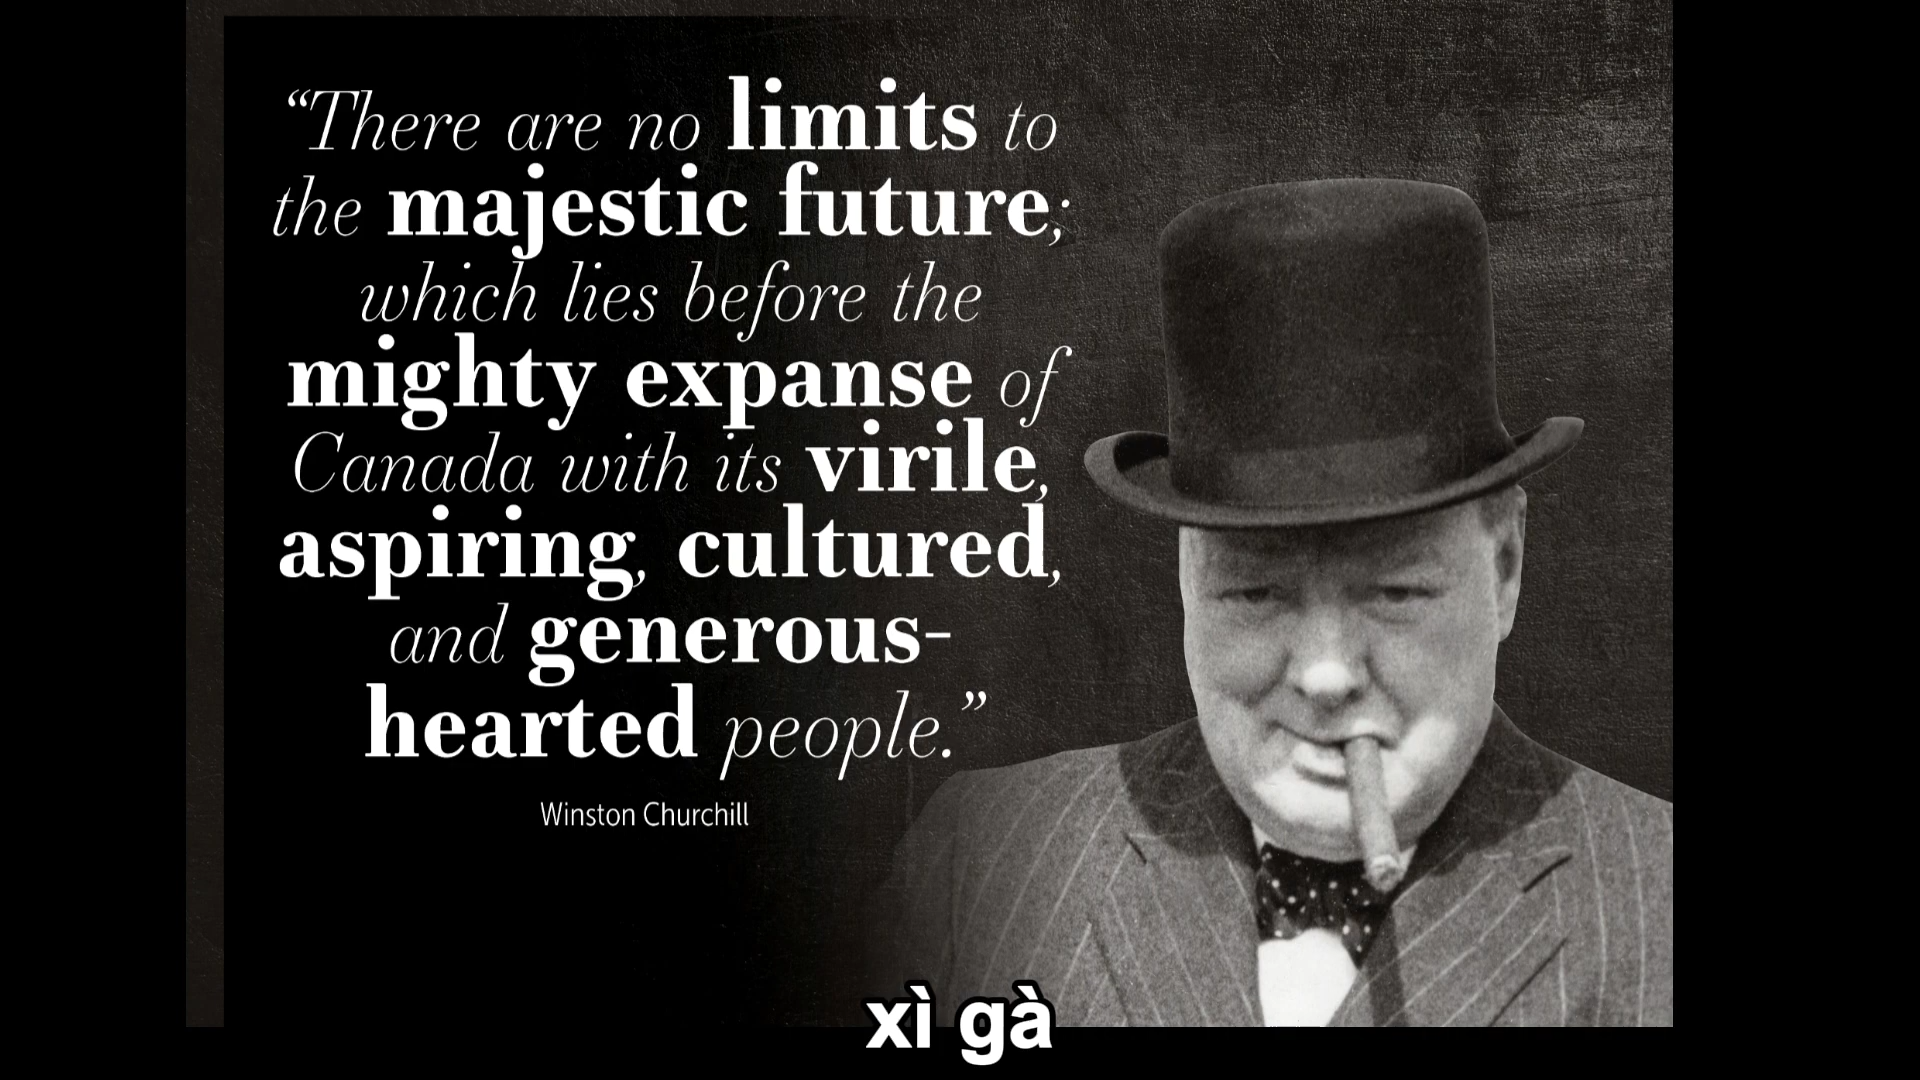 “There are no limits to
the majestic future;
which lies before the
mighty expanse of
Canada with its virile,
aspiring, cultured,
and generous-
hearted people.”
Winston Churchill
xì gà